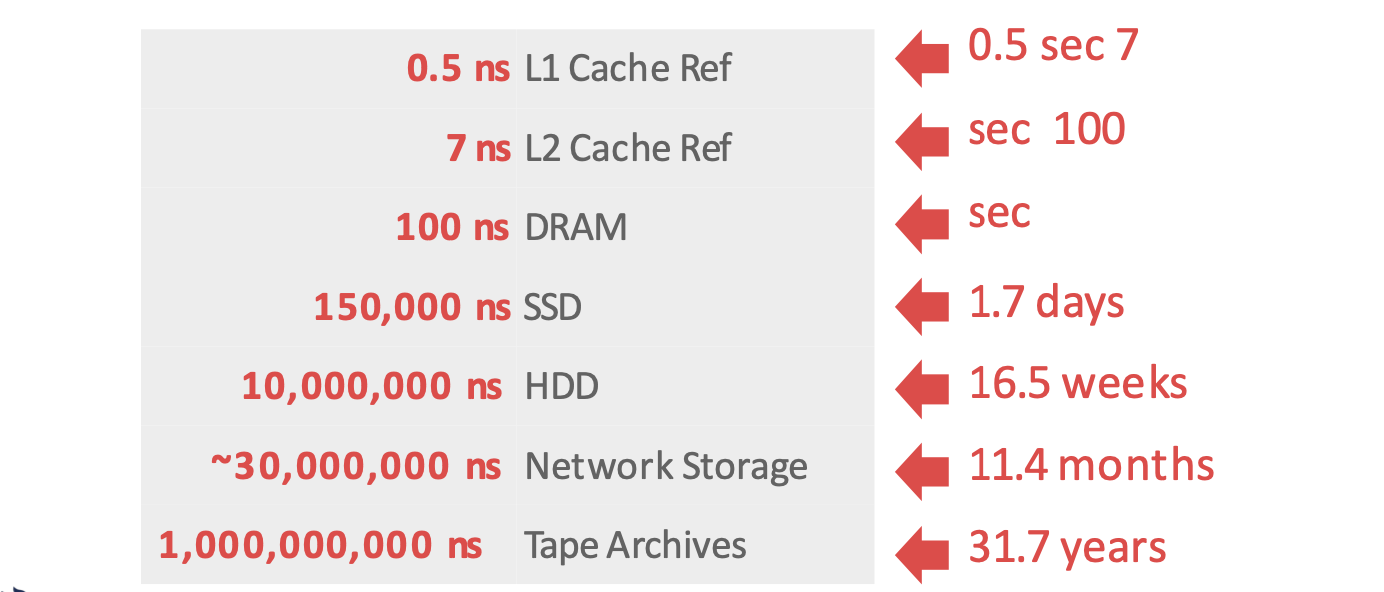 0.5 ns L1 Cache Ref 0.5 sec 7
7 ns L2 Cache Ref sec 100
100 ns DRAM sec
150,000 ns SSD 1.7 days
10,000,000 ns HDD 16.5 weeks
~30,000,000 ns Network Storage 11.4 months
1,000,000,000 ns Tape Archives 31.7 years